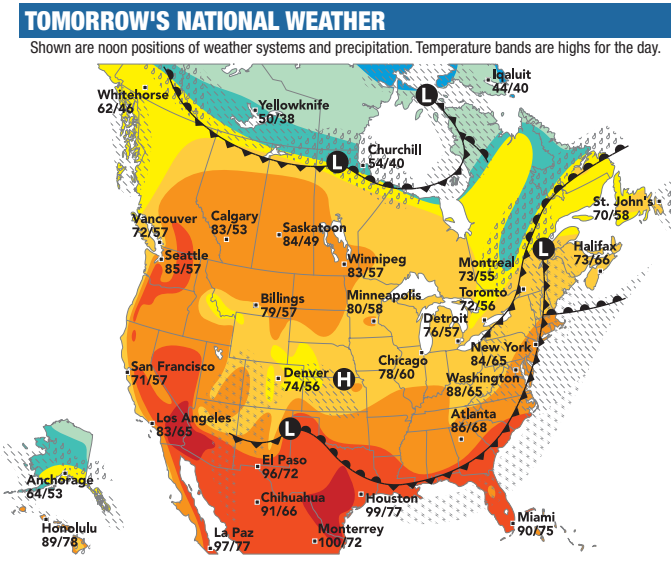 TOMORROW'S NATIONAL WEATHER
Shown are noon positions of weather systems and precipitation. Temperature bands are highs for the day.
Iqaluit
44/40
Whitehorse
62/46
L
Yellowknife
50/38
Churchill
54/40
L
St. John's
70/58
Vancouver
72/57
Calgary
83/53
Saskatoon
84/49
Halifax
73/66
L
Seattle
85/57
Winnipeg
83/57
Montreal
73/55
Billings
79/57
Minneapolis
80/58
Toronto
72/56
Detroit
76/57
New York
84/65
San Francisco
71/57
Denver
74/56
H
Chicago
78/60
Washington
88/65
Los Angeles
83/65
L
Atlanta
86/68
El Paso
96/72
Anchorage
64/53
Chihuahua
91/66
Houston
99/77
Honolulu
89/78
La Paz
97/77
Monterrey
100/72
Miami
90/75